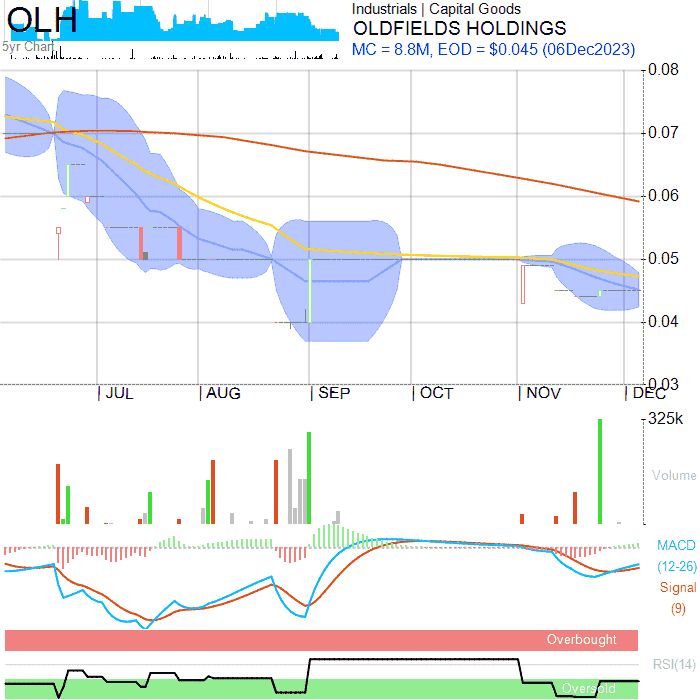 OLH
Industrials | Capital Goods
OLDFIELDS HOLDINGS
MC = 8.8M, EOD = $0.045 (06Dec2023)
5yr Chart
0.08
0.07
0.06
0.05
0.04
0.03
JUL AUG SEP OCT NOV DEC
325k
Volume
MACD
(12-26)
Signal
(9)
Overbought
RSI(14)
Oversold